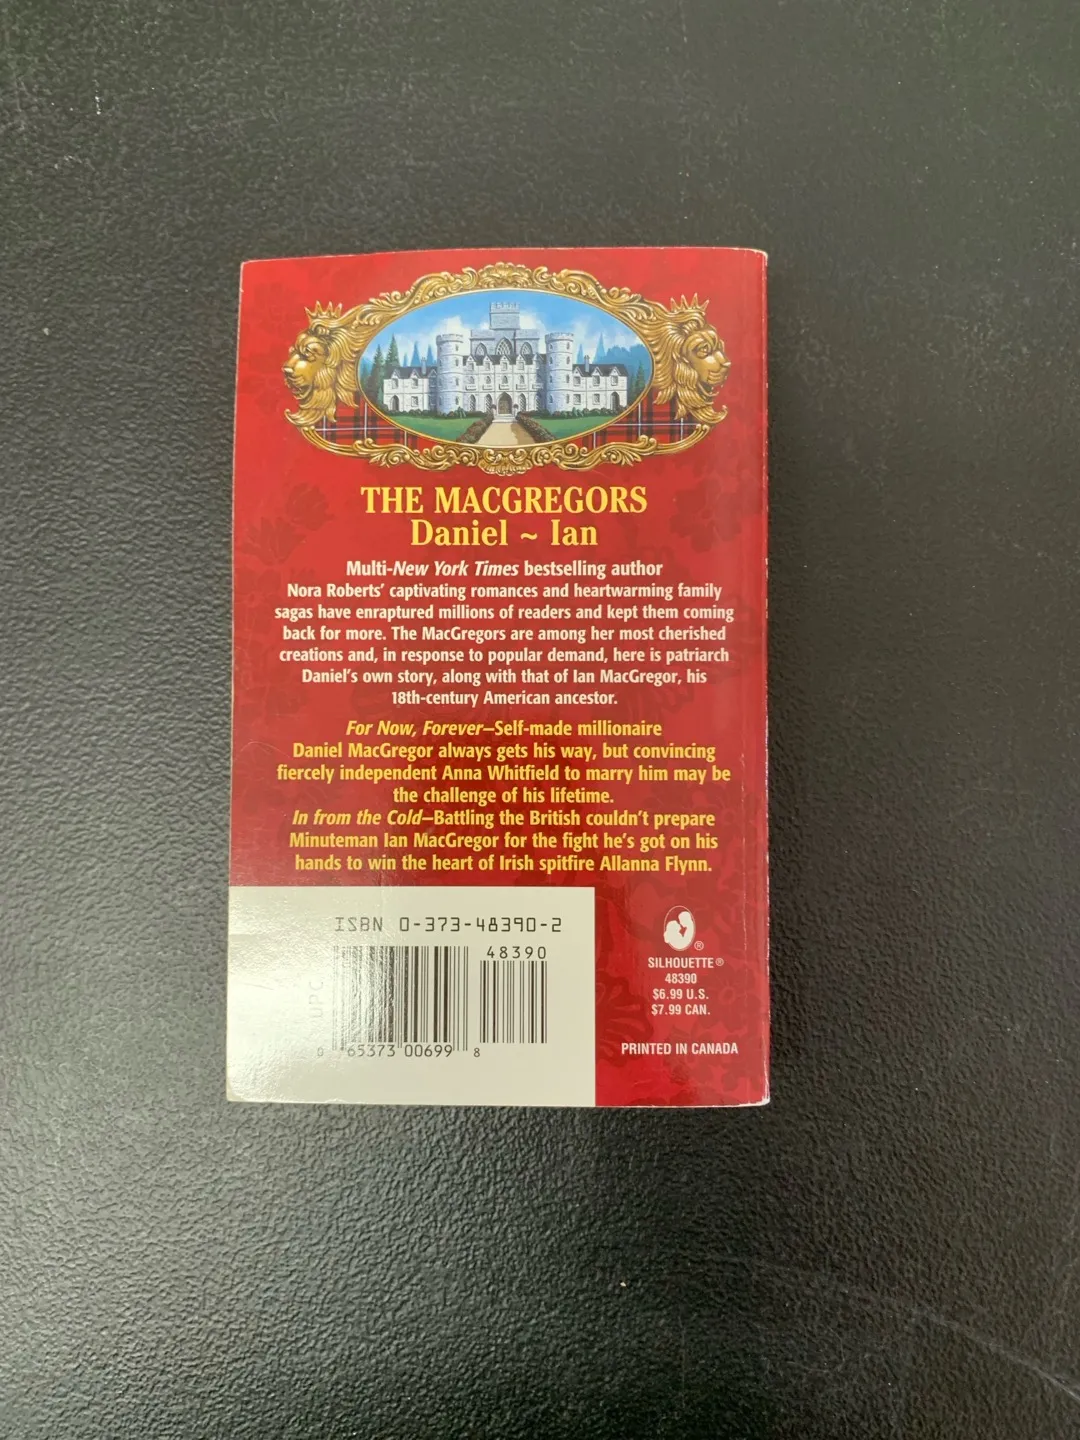 THE MACGREGORS
Daniel ~ Ian
Multi-New York Times bestselling author
Nora Roberts' captivating romances and heartwarming family
sagas have enraptured millions of readers and kept them coming
back for more. The MacGregors are among her most cherished
creations and, in response to popular demand, here is patriarch
Daniel's own story, along with that of Ian MacGregor, his
18th-century American ancestor.
For Now, Forever—Self-made millionaire
Daniel MacGregor always gets his way, but convincing
fiercely independent Anna Whitfield to marry him may be
the challenge of his lifetime.
In from the Cold—Battling the British couldn't prepare
Minuteman Ian MacGregor for the fight he's got on his
hands to win the heart of Irish spitfire Allanna Flynn.
ISBN 0-373-48390-2
48390
UPC
0 65373 00699 8
®
SILHOUETTE®
48390
$6.99 U.S.
$7.99 CAN.
PRINTED IN CANADA